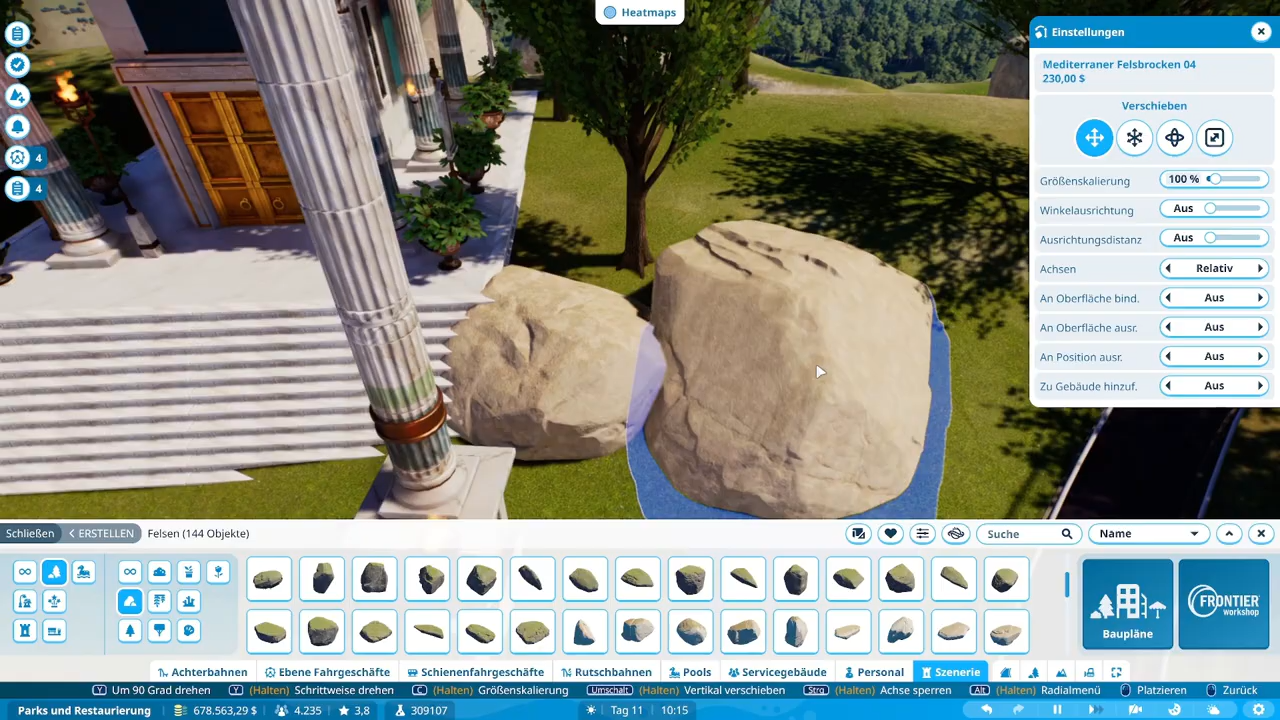 Heatmaps
Einstellungen
Mediterraner Felsbrocken 04
230,00 $
Verschieben
Größenskalierung 100 %
Winkelausrichtung Aus
Ausrichtungsdistanz Aus
Achsen Relativ
An Oberfläche bind. Aus
An Oberfläche ausr. Aus
An Position ausr. Aus
Zu Gebäude hinzuf. Aus
4
4
Schließen ERSTELLEN Felsen (144 Objekte) Suche Name
Baupläne
FRONTIER workshop
Achterbahnen Ebene Fahrgeschäfte Schienenfahrgeschäfte Rutschbahnen Pools Servicegebäude Personal Szenerie
Y Um 90 Grad drehen Y (Halten) Schrittweise drehen C (Halten) Größenskalierung Umschalt (Halten) Vertikal verschieben Strg (Halten) Achse sperren Alt (Halten) Radialmenü Platzieren Zurück
Parks und Restaurierung 678.563,29 $ 4.235 3,8 309107 Tag 11 10:15